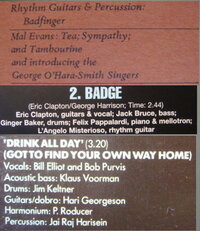 Rhythm Guitars & Percussion:
Badfinger
Mal Evans: Tea; Sympathy;
and Tambourine
and introducing the
George O'Hara-Smith Singers
2. BADGE
(Eric Clapton/George Harrison; Time: 2.44)
Eric Clapton, guitars & vocal; Jack Bruce, bass;
Ginger Baker, drums; Felix Pappalardi, piano & mellotron;
L'Angelo Misterioso, rhythm guitar
'DRINK ALL DAY' (3.20)
(GOT TO FIND YOUR OWN WAY HOME)
Vocals: Bill Elliot and Bob Purvis
Acoustic bass: Klaus Voorman
Drums: Jim Keltner
Guitars/dobro: Hari Georgeson
Harmonium: P. Roducer
Percussion: Jai Raj Harisein